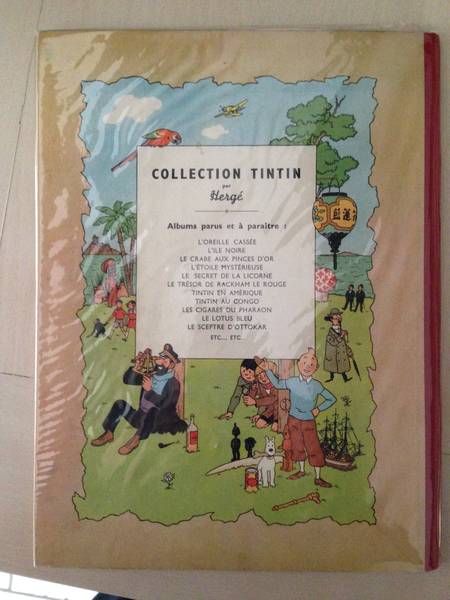 COLLECTION TINTIN
par
Hergé
Albums parus et à paraître :
L'OREILLE CASSÉE
L'ILE NOIRE
LE CRABE AUX PINCES D'OR
L'ÉTOILE MYSTÉRIEUSE
LE SECRET DE LA LICORNE
LE TRÉSOR DE RACKHAM LE ROUGE
TINTIN EN AMÉRIQUE
TINTIN AU CONGO
LES CIGARES DU PHARAON
LE LOTUS BLEU
LE SCEPTRE D'OTTOKAR
ETC... ETC.